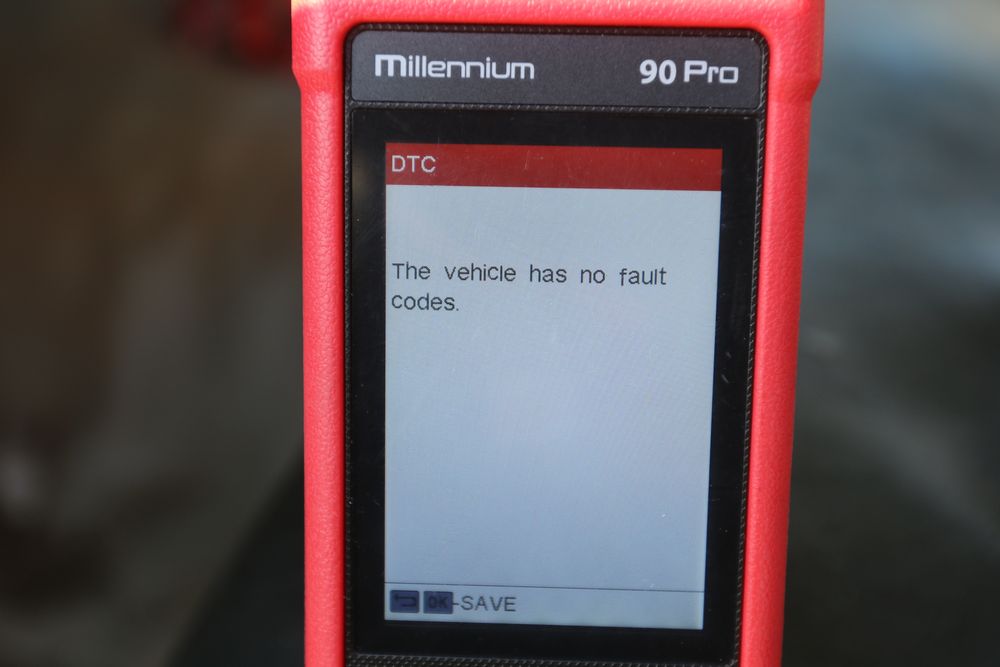 Millennium 90 Pro
DTC
The vehicle has no fault
codes.
OK-SAVE